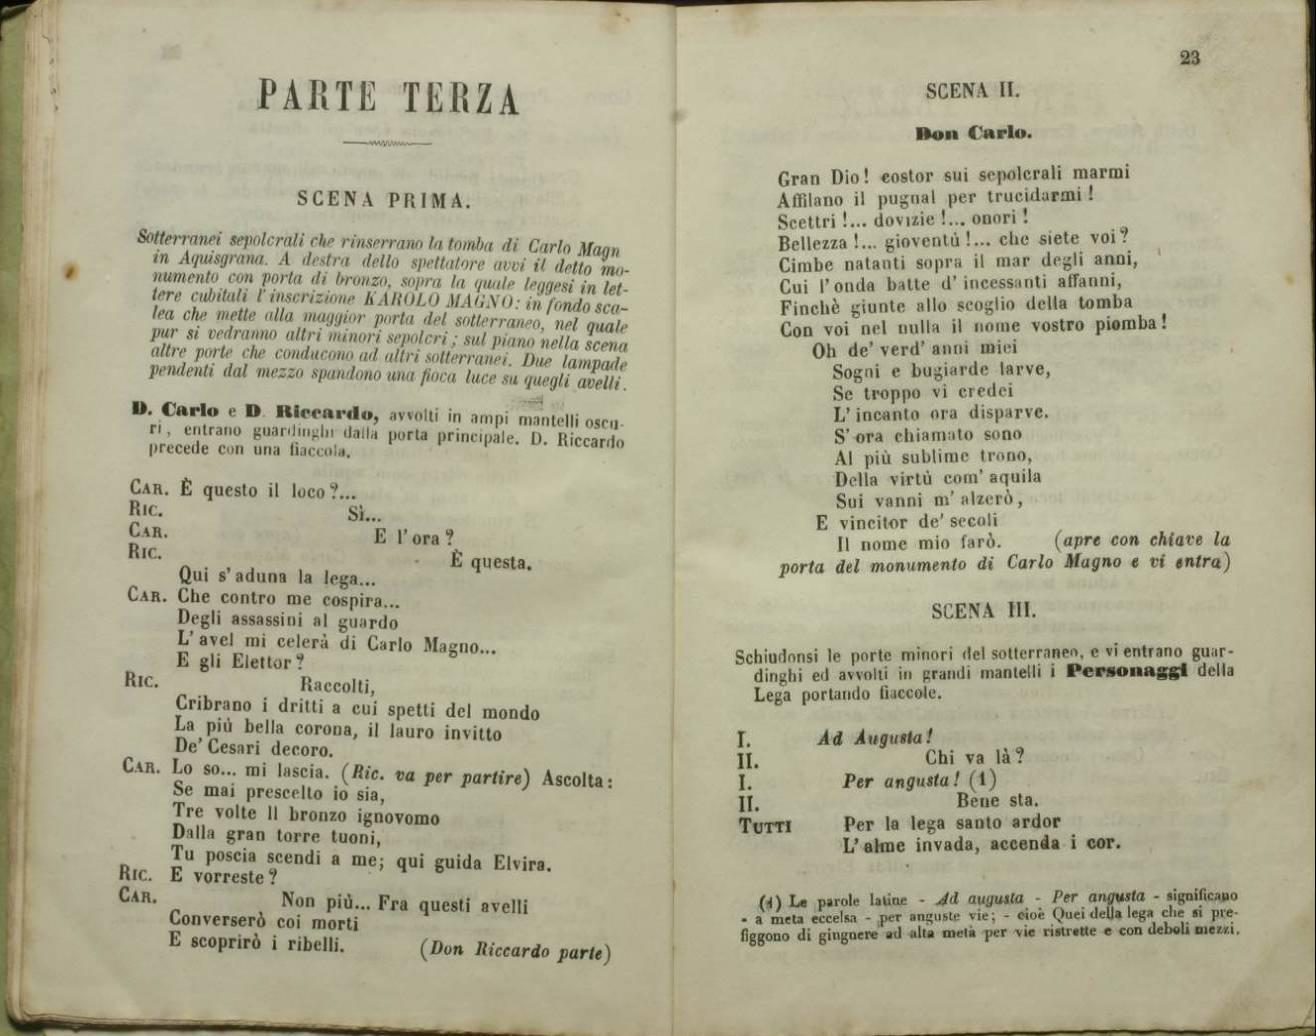 PARTE TERZA
SCENA PRIMA.
Sotterranei sepolcrali che rinserrano la tomba di Carlo Magn
in Aquisgrana. A destra dello spettatore avvi il detto mo-
numento con porta di bronzo, sopra la quale leggesi in let-
tere cubitali l'inscrizione KAROLO MAGNO: in fondo sca-
lea che mette alla maggior porta del sotterraneo, nel quale
pur si vedranno altri minori sepolcri; sul piano nella scena
altre porte che conducono ad altri sotterranei. Due lampade
pendenti dal mezzo spandono una fioca luce su quegli avelli.
D. Carlo e D Riccardo, avvolti in ampi mantelli oscu-
ri, entrano guardinghi dalla porta principale. D. Riccardo
precede con una fiaccola.
CAR. È questo il loco?...
RIC. Sì...
CAR. E l'ora?
RIC. È questa.
Qui s'aduna la lega...
CAR. Che contro me cospira...
Degli assassini al guardo
L'avel mi celerà di Carlo Magno...
E gli Elettor?
RIC. Raccolti,
Cribrano i dritti a cui spetti del mondo
La più bella corona, il lauro invitto
De' Cesari decoro.
CAR. Lo so... mi lascia. (Ric. va per partire) Ascolta:
Se mai prescelto io sia,
Tre volte Il bronzo ignovomo
Dalla gran torre tuoni,
Tu poscia scendi a me; qui guida Elvira.
RIC. E vorreste?
CAR. Non più... Fra questi avelli
Converserò coi morti
E scoprirò i ribelli. (Don Riccardo parte)
23
SCENA II.
Don Carlo.
Gran Dio! costor sui sepolcrali marmi
Affilano il pugnal per trucidarmi!
Scettri!... dovizie!... onori!
Bellezza!... gioventù!... che siete voi?
Cimbe natanti sopra il mar degli anni,
Cui l'onda batte d'incessanti affanni,
Finchè giunte allo scoglio della tomba
Con voi nel nulla il nome vostro piomba!
Oh de' verd' anni miei
Sogni e bugiarde larve,
Se troppo vi credei
L'incanto ora disparve.
S'ora chiamato sono
Al più sublime trono,
Della virtù com' aquila
Sui vanni m'alzerò,
E vincitor de' secoli
Il nome mio farò. (apre con chiave la
porta del monumento di Carlo Magno e vi entra)
SCENA III.
Schiudonsi le porte minori del sotterraneo, e vi entrano guar-
dinghi ed avvolti in grandi mantelli i Personaggi della
Lega portando fiaccole.
I. Ad Augusta!
II. Chi va là?
I. Per angusta! (1)
II. Bene sta.
TUTTI Per la lega santo ardor
L'alme invada, accenda i cor.
(1) Le parole latine - Ad augusta - Per angusta - significano
- a meta eccelsa - per anguste vie; - cioè Quei della lega che si pre-
figgono di giugnere ad alta metà per vie ristrette e con deboli mezzi.